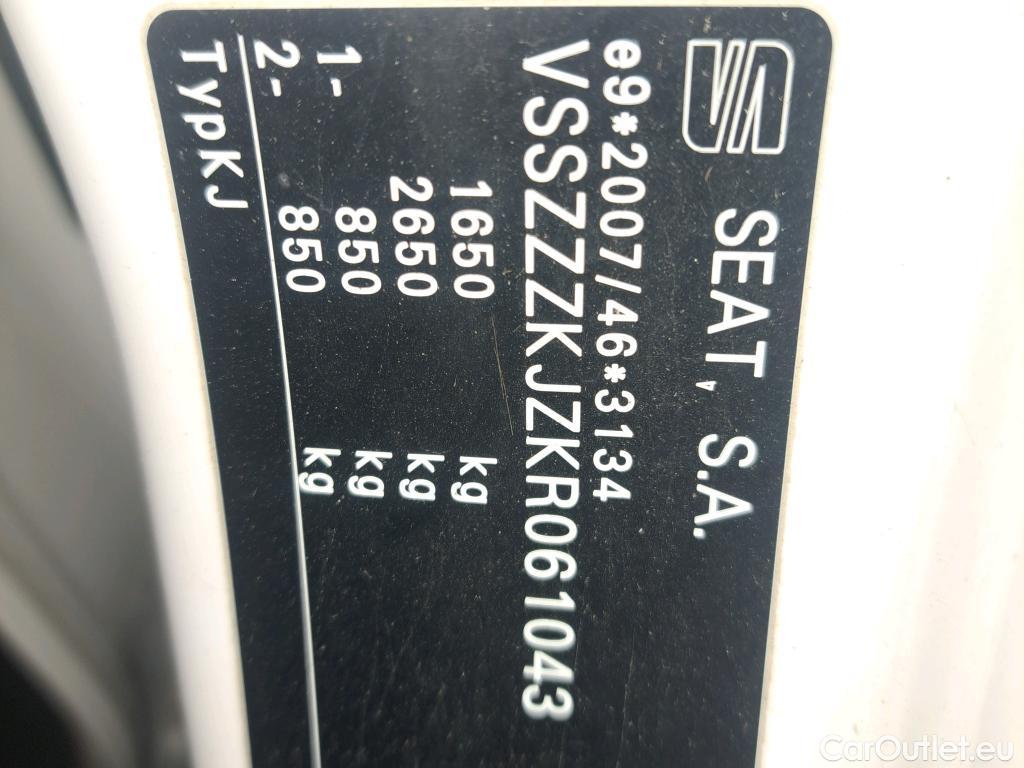 SEAT, S.A.
e9*2007/46*3134
VSSZZZKJZKR061043
1650 kg
2650 kg
1- 850 kg
2- 850 kg
TypKJ
CarOutlet.eu